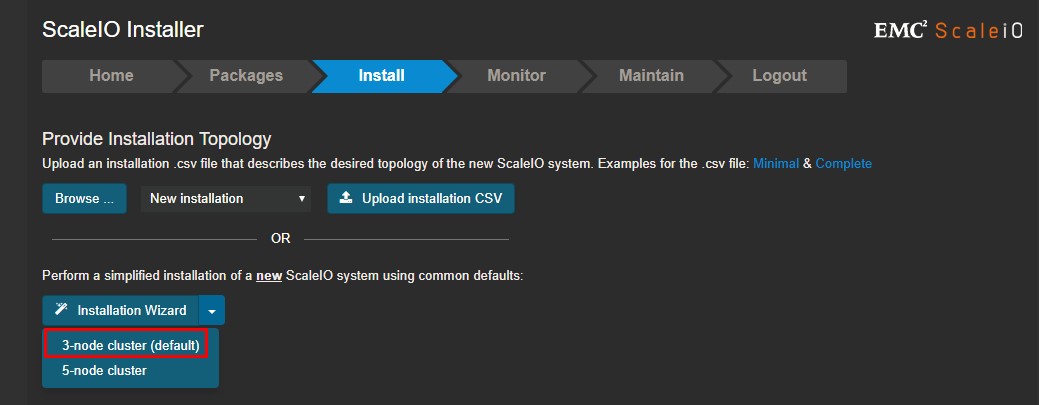 ScaleIO Installer
EMC² ScaleiO
Home Packages Install Monitor Maintain Logout
Provide Installation Topology
Upload an installation .csv file that describes the desired topology of the new ScaleIO system. Examples for the .csv file: Minimal & Complete
Browse ... New installation Upload installation CSV
OR
Perform a simplified installation of a new ScaleIO system using common defaults:
Installation Wizard
3-node cluster (default)
5-node cluster